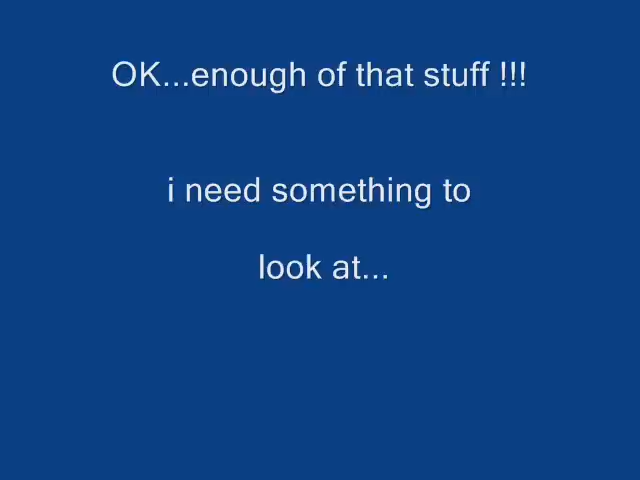 OK...enough of that stuff !!!
i need something to
look at...